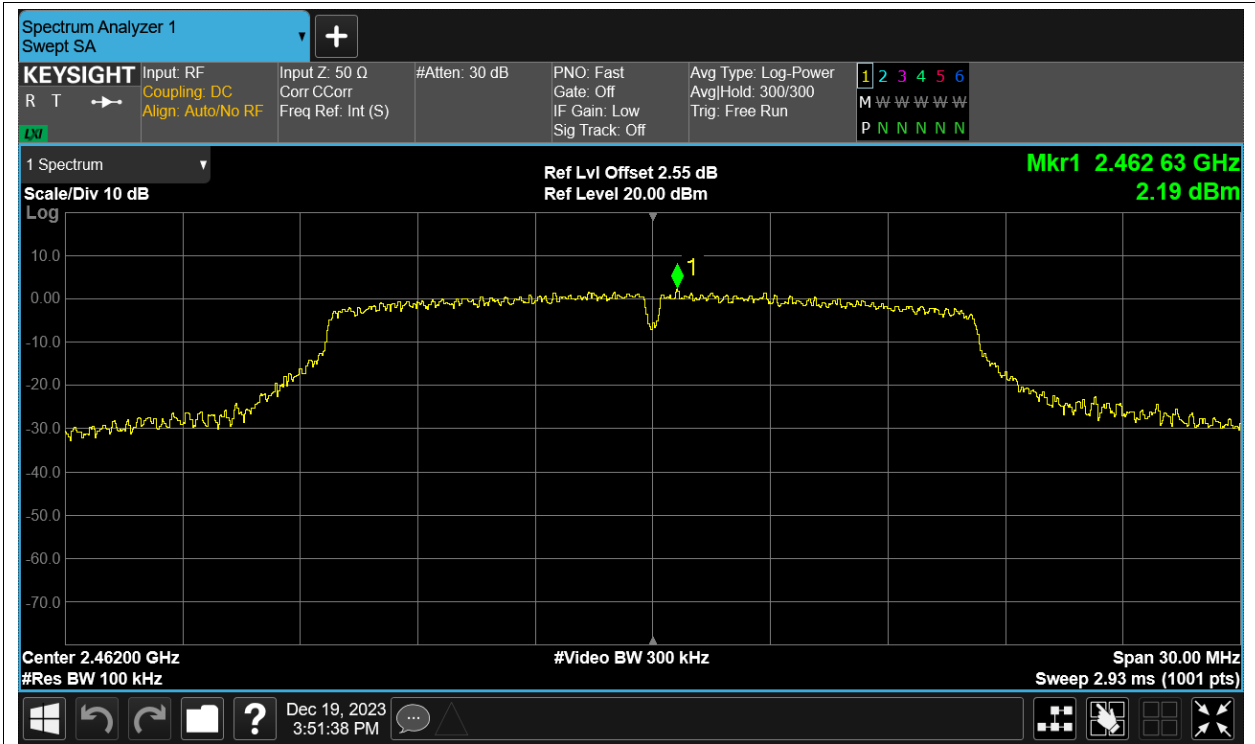 Spectrum Analyzer 1
Swept SA
KEYSIGHT
R T
LXI
Input: RF
Coupling: DC
Align: Auto/No RF
Input Z: 50 Ω
Corr CCorr
Freq Ref: Int (S)
#Atten: 30 dB
PNO: Fast
Gate: Off
IF Gain: Low
Sig Track: Off
Avg Type: Log-Power
Avg|Hold: 300/300
Trig: Free Run
1 2 3 4 5 6
M W W W W W
P N N N N N
1 Spectrum
Scale/Div 10 dB
Log
Ref Lvl Offset 2.55 dB
Ref Level 20.00 dBm
Mkr1 2.462 63 GHz
2.19 dBm
1
10.0
0.00
-10.0
-20.0
-30.0
-40.0
-50.0
-60.0
-70.0
Center 2.46200 GHz
#Res BW 100 kHz
#Video BW 300 kHz
Span 30.00 MHz
Sweep 2.93 ms (1001 pts)
?
Dec 19, 2023
3:51:38 PM